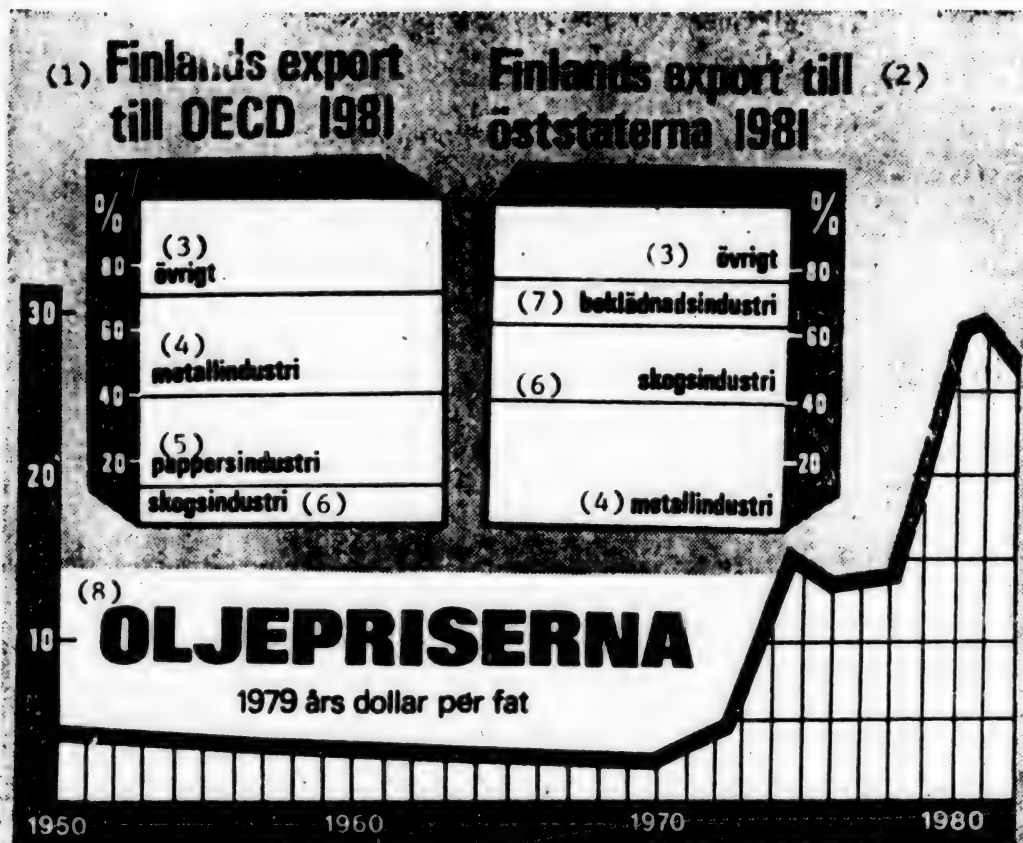 (1) Finlands export
till OECD 1981
Finlands export till (2)
öststaterna 1981
%
(3)
övrigt
80
60
(4)
metallindustri
40
(5)
20 pappersindustri
skogsindustri (6)
%
(3) övrigt
80
(7) beklädnadsindustri
60
(6) skogsindustri
40
20
(4) metallindustri
30
20
10
(8)
OLJEPRISERNA
1979 års dollar per fat
1950 1960 1970 1980